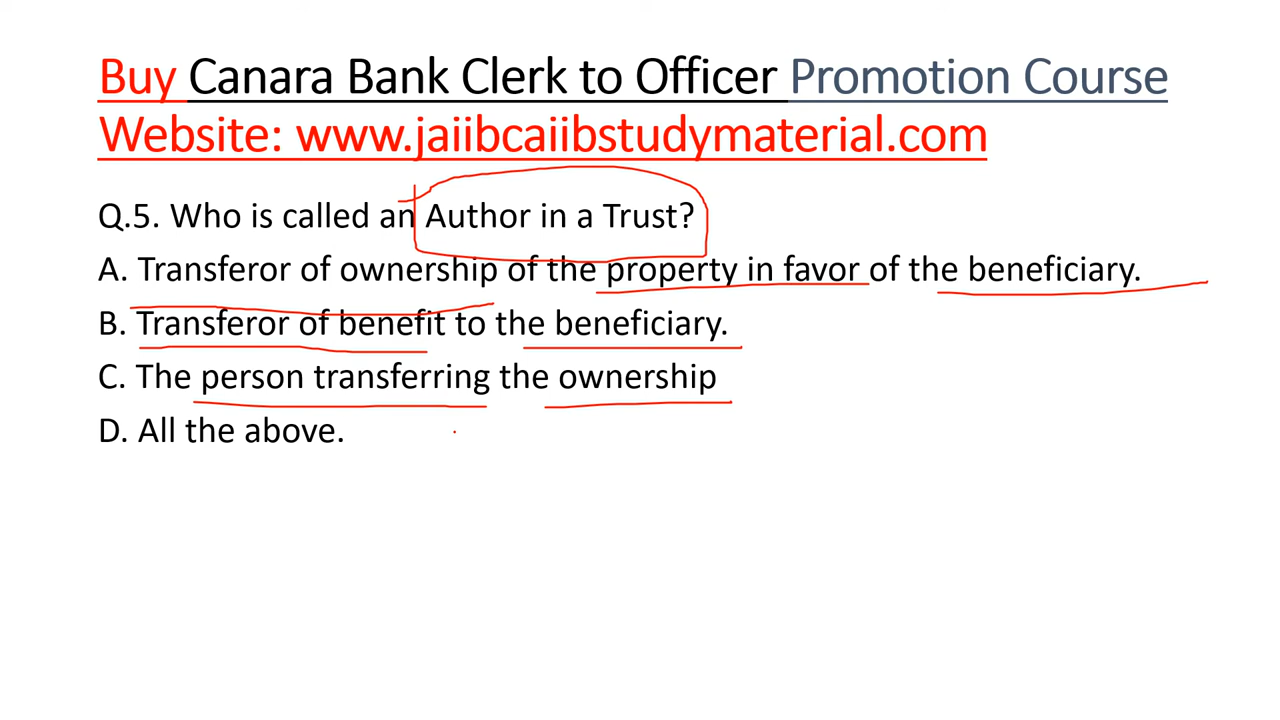 Buy Canara Bank Clerk to Officer Promotion Course
Website: www.jaiibcaiibstudymaterial.com
Q.5. Who is called an Author in a Trust?
A. Transferor of ownership of the property in favor of the beneficiary.
B. Transferor of benefit to the beneficiary.
C. The person transferring the ownership
D. All the above.